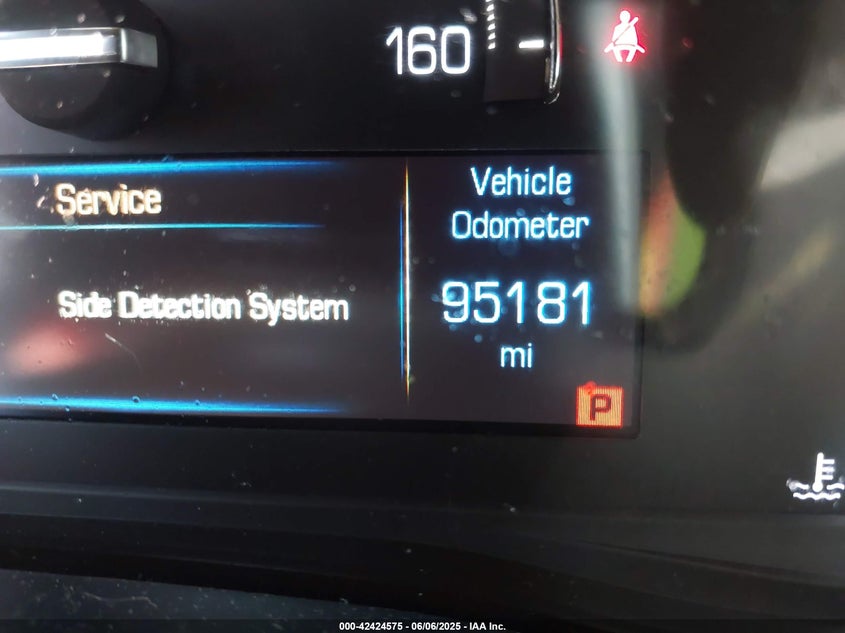 160
Service
Side Detection System
Vehicle
Odometer
95181
mi
P
000-42424575 - 06/06/2025 - IAA Inc.